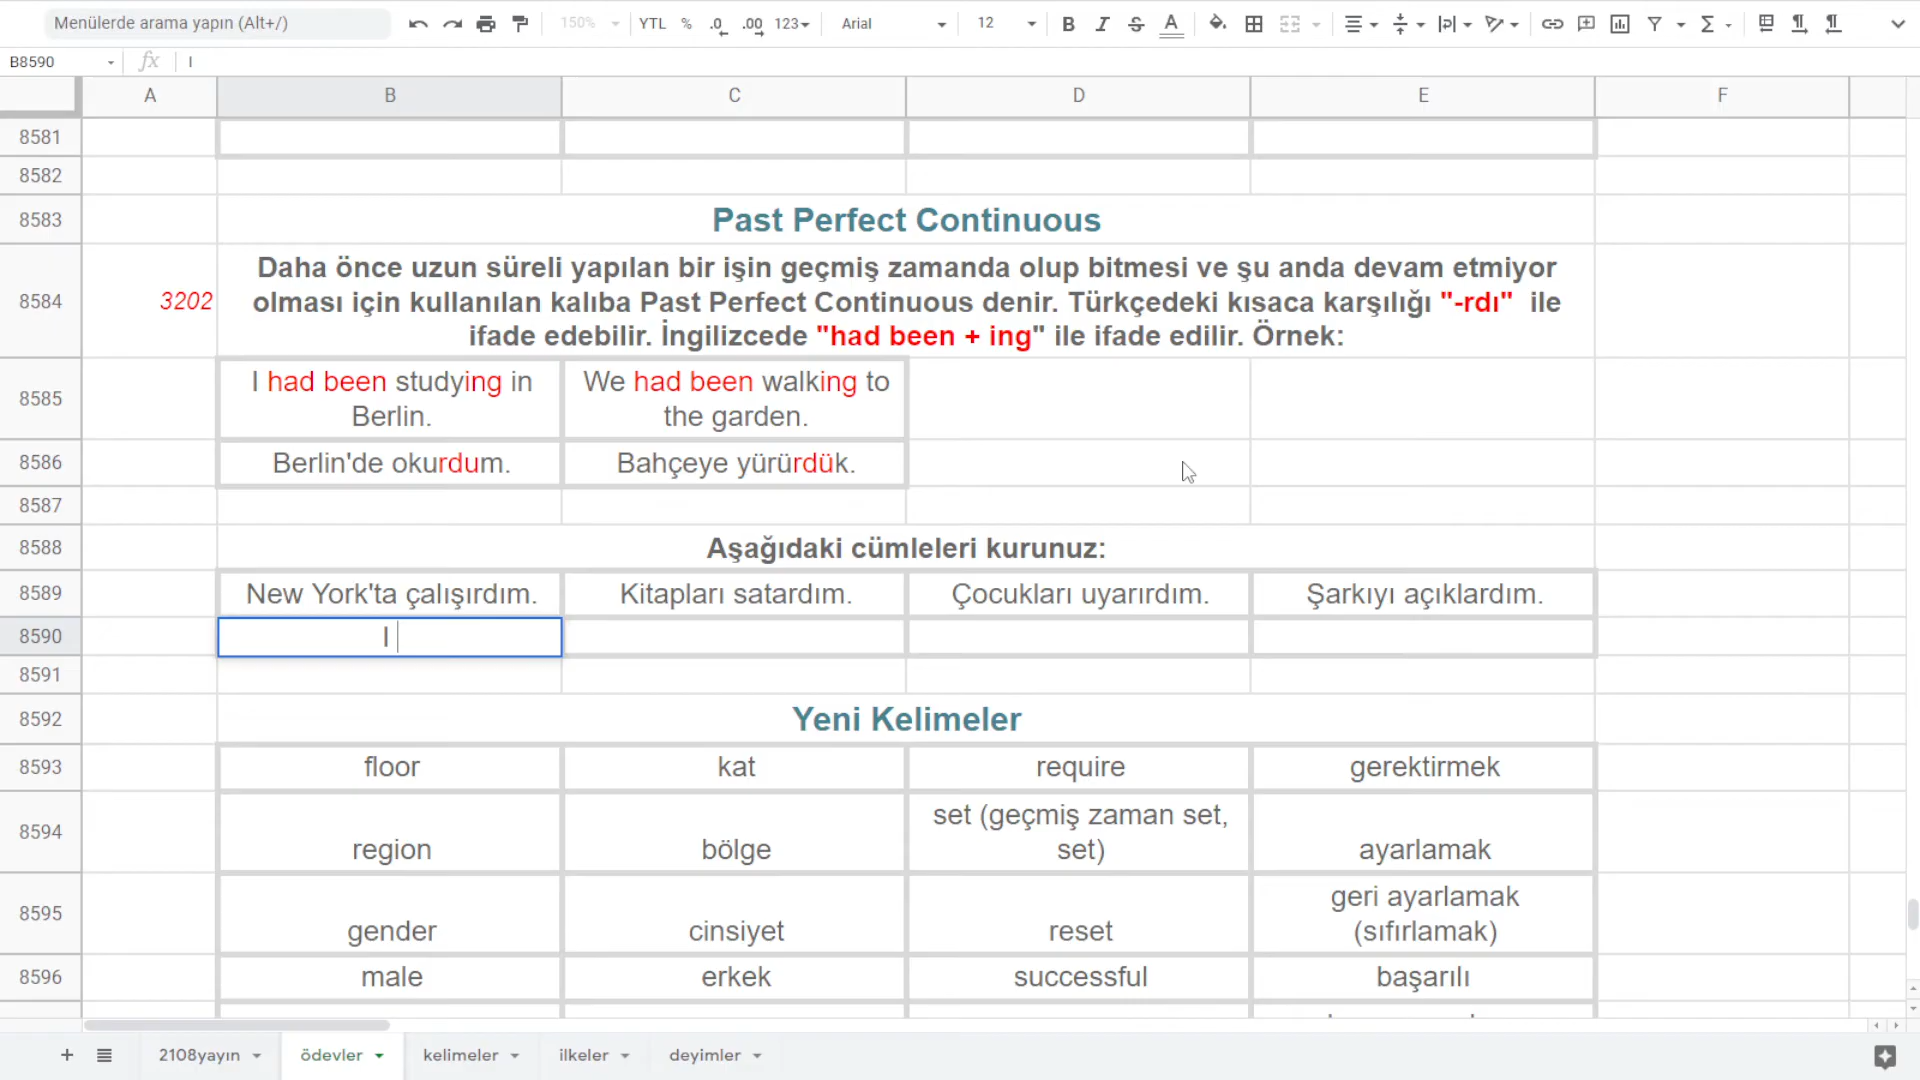 Menülerde arama yapın (Alt+/)
150%
YTL % .0 .00 123
Arial
12
B I S A
B8590
fx
I
A B C D E F
8581
8582
8583 Past Perfect Continuous
Daha önce uzun süreli yapılan bir işin geçmiş zamanda olup bitmesi ve şu anda devam etmiyor
8584 3202 olması için kullanılan kalıba Past Perfect Continuous denir. Türkçedeki kısaca karşılığı "-rdı" ile
ifade edebilir. İngilizcede "had been + ing" ile ifade edilir. Örnek:
I had been studying in We had been walking to
8585
Berlin. the garden.
8586 Berlin'de okurdum. Bahçeye yürürdük.
8587
8588 Aşağıdaki cümleleri kurunuz:
8589 New York'ta çalışırdım. Kitapları satardım. Çocukları uyarırdım. Şarkıyı açıklardım.
8590 I
8591
8592 Yeni Kelimeler
8593 floor kat require gerektirmek
set (geçmiş zaman set,
8594
region bölge set) ayarlamak
geri ayarlamak
8595
gender cinsiyet reset (sıfırlamak)
8596 male erkek successful başarılı
2108yayın ödevler kelimeler ilkeler deyimler